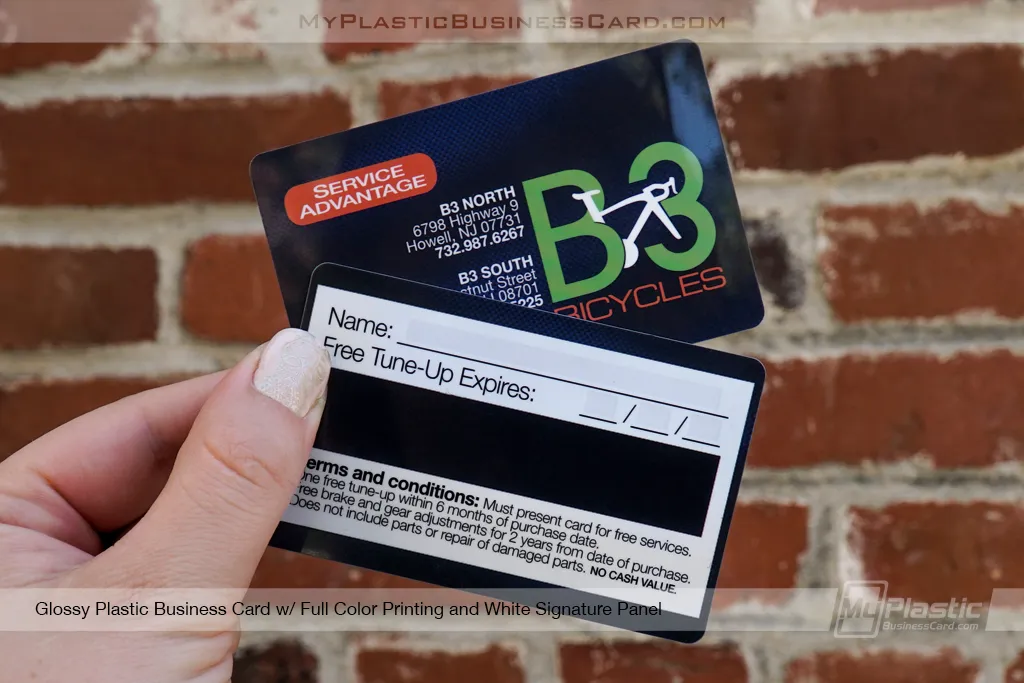 MyPlasticBusinessCard.com
SERVICE
ADVANTAGE
B3 NORTH
6798 Highway 9
Howell, NJ 07731
732.987.6267
B3 SOUTH
Street
08701
B3
BICYCLES
Name:
Free Tune-Up Expires: / /
erms and conditions: Must present card for free services.
One free tune-up within 6 months of purchase date.
Free brake and gear adjustments for 2 years from date of purchase.
Does not include parts or repair of damaged parts. NO CASH VALUE.
Glossy Plastic Business Card w/ Full Color Printing and White Signature Panel
MyPlastic
BusinessCard.com